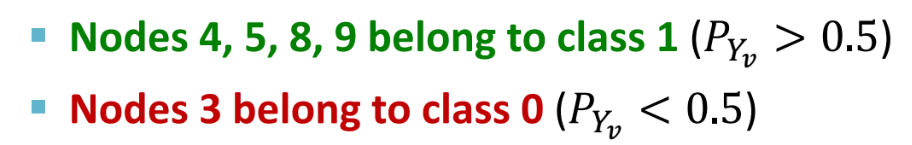 ▪ Nodes 4, 5, 8, 9 belong to class 1 ($P_{Y_v} > 0.5$)
▪ Nodes 3 belong to class 0 ($P_{Y_v} < 0.5$)